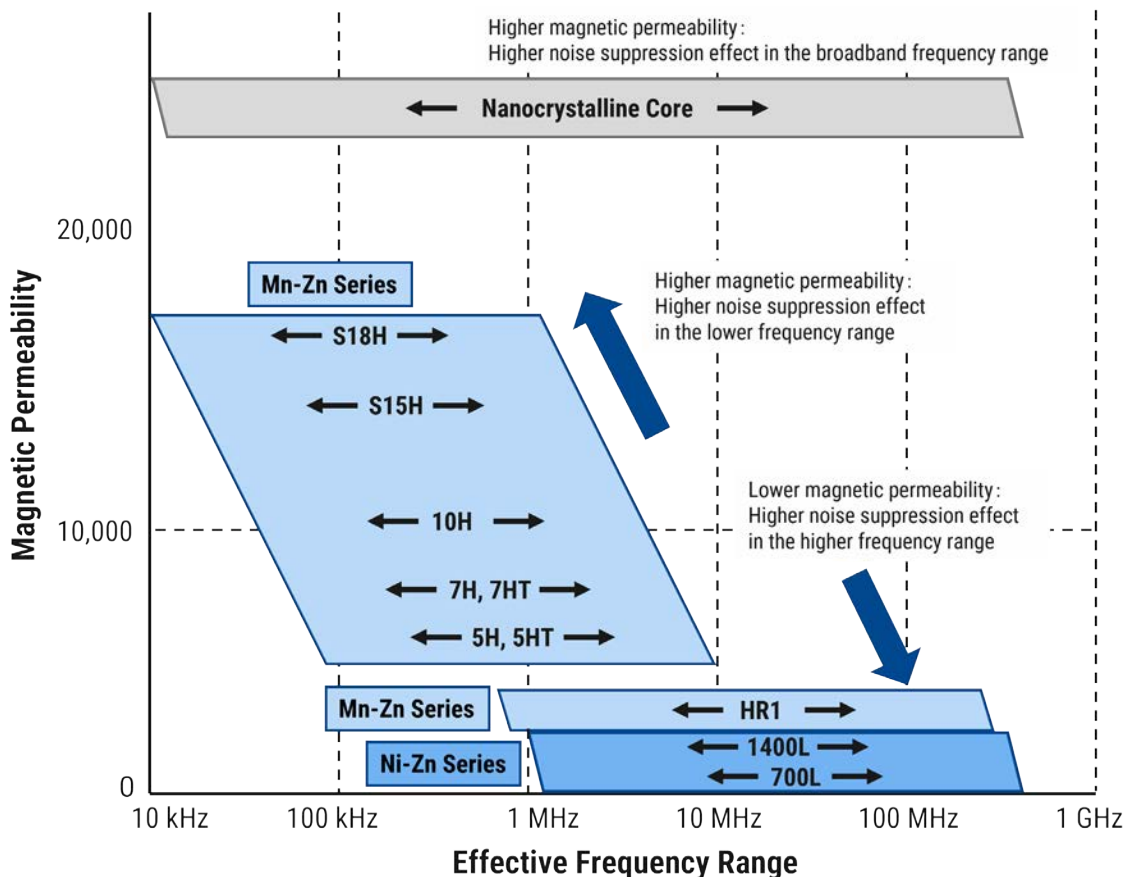 Higher magnetic permeability:
Higher noise suppression effect in the broadband frequency range
Nanocrystalline Core
20,000
Mn-Zn Series
Higher magnetic permeability:
Higher noise suppression effect
in the lower frequency range
S18H
S15H
Lower magnetic permeability:
Higher noise suppression effect
in the higher frequency range
10,000
10H
7H, 7HT
5H, 5HT
Mn-Zn Series
HR1
Ni-Zn Series
1400L
700L
0
10 kHz
100 kHz
1 MHz
10 MHz
100 MHz
1 GHz
Magnetic Permeability
Effective Frequency Range